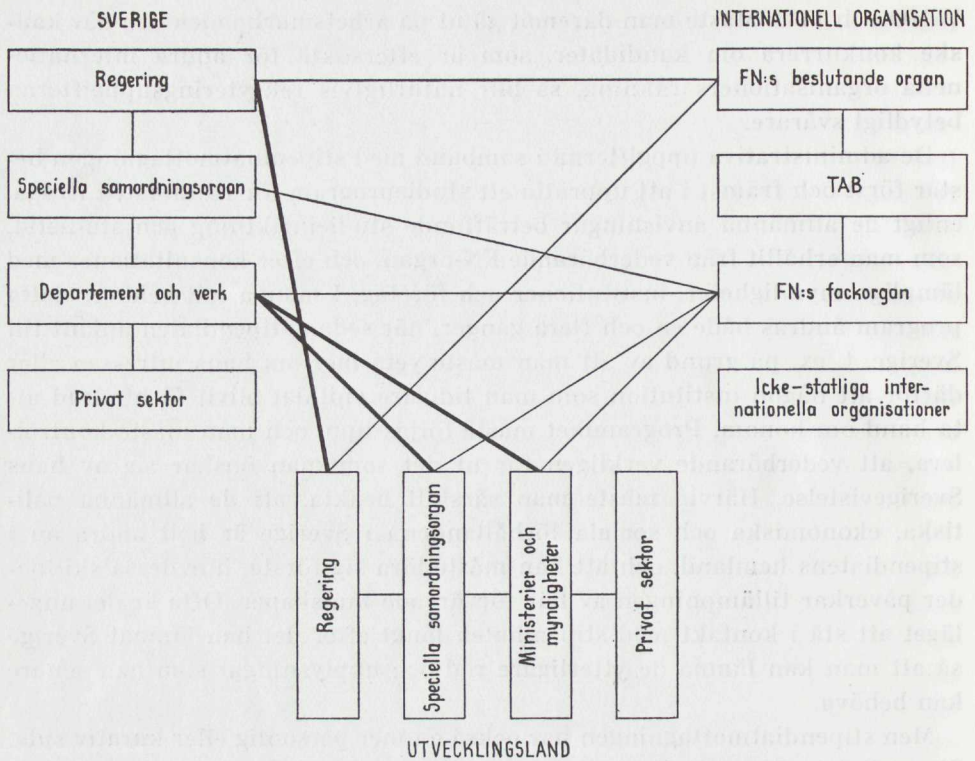 SVERIGE
INTERNATIONELL ORGANISATION
Regering
FN:s beslutande organ
Speciella samordningsorgan
TAB
Departement och verk
FN:s fackorgan
Privat sektor
Icke-statliga inter-
nationella organisationer
Regering
Speciella samordningsorgan
Ministerier och
myndigheter
Privat sektor
UTVECKLINGSLAND